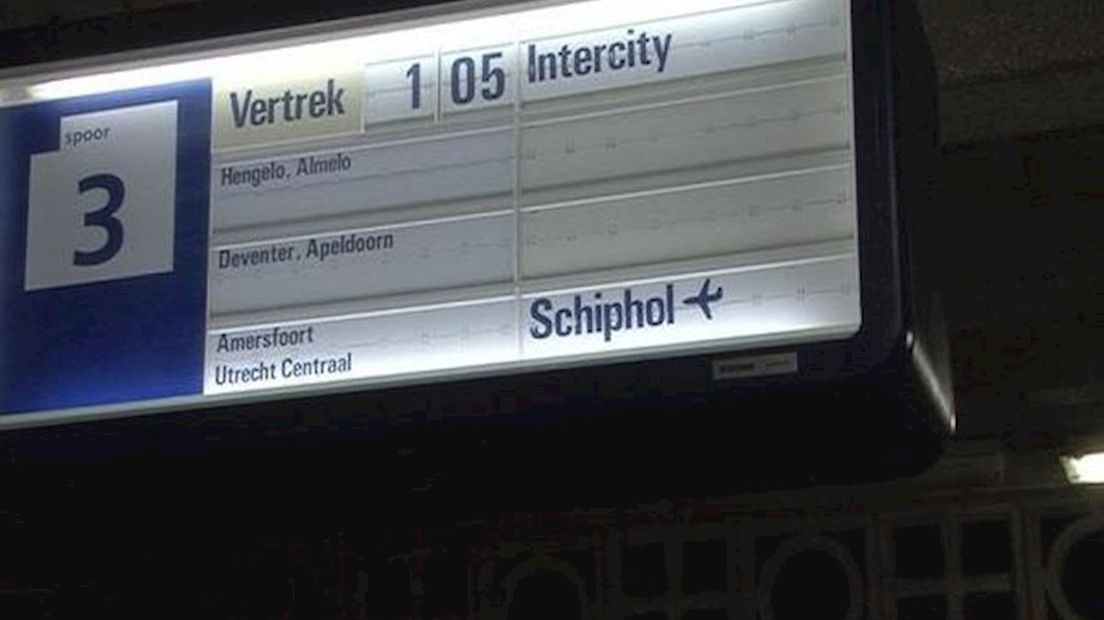 spoor
3
Vertrek 1 05 Intercity
Hengelo, Almelo
Deventer, Apeldoorn
Amersfoort
Utrecht Centraal
Schiphol